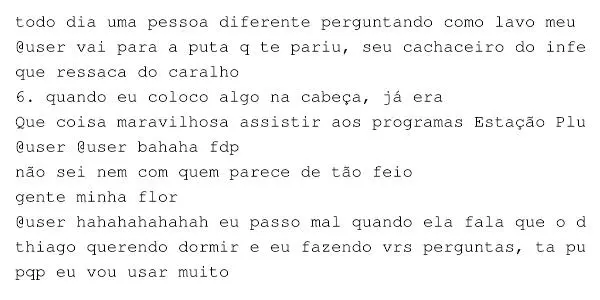 todo dia uma pessoa diferente perguntando como lavo meu
@user vai para a puta q te pariu, seu cachaceiro do infe
que ressaca do caralho
6. quando eu coloco algo na cabeça, já era
Que coisa maravilhosa assistir aos programas Estação Plu
@user @user bahaha fdp
não sei nem com quem parece de tão feio
gente minha flor
@user hahahahahahah eu passo mal quando ela fala que o d
thiago querendo dormir e eu fazendo vrs perguntas, ta pu
pqp eu vou usar muito